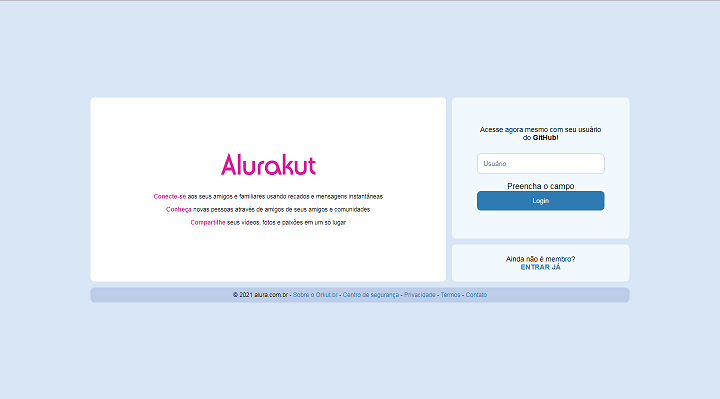 Alurakut
Conecte-se aos seus amigos e familiares usando recados e mensagens instantâneas
Conheça novas pessoas através de amigos de seus amigos e comunidades
Compartilhe seus vídeos, fotos e paixões em um só lugar
Acesse agora mesmo com seu usuário
do GitHub!
Usuário
Preencha o campo
Login
Ainda não é membro?
ENTRAR JÁ
© 2021 alura.com.br - Sobre o Orkut.br - Centro de segurança - Privacidade - Termos - Contato